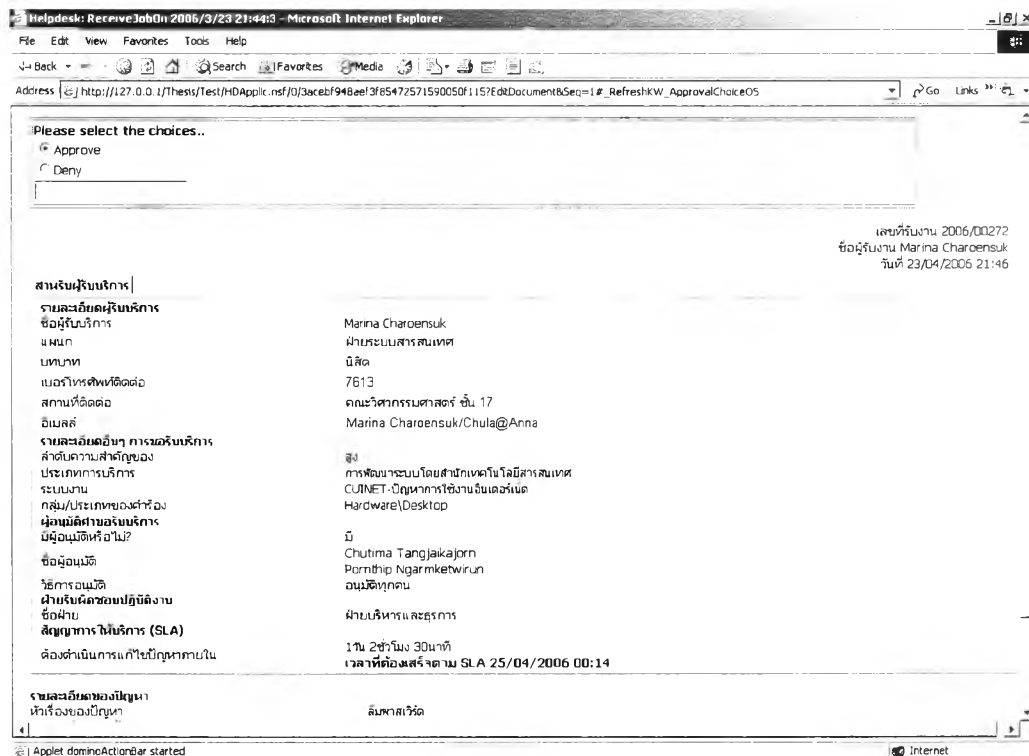 Helpdesk: ReceiveJobOn 2006/3/23 21:44:3 - Microsoft Internet Explorer
File Edit View Favorites Tools Help
Back Search Favorites Media
Address http://127.0.0.1/Thesis/Test/HDApplic.nsf/0/3acebf948aee13f85472571590050f115?EditDocument&Seq=1#_RefreshKW_ApprovalChoiceOS Go Links
Please select the choices..
Approve
Deny
เลขที่รับงาน 2006/00272
ชื่อผู้รับงาน Marina Charoensuk
วันที่ 23/04/2006 21:46
สำหรับผู้รับบริการ
รายละเอียดผู้รับบริการ
ชื่อผู้รับบริการ Marina Charoensuk
แผนก ฝ่ายระบบสารสนเทศ
บทบาท นิสิต
เบอร์โทรศัพท์ติดต่อ 7613
สถานที่ติดต่อ คณะวิศวกรรมศาสตร์ ชั้น 17
อีเมลล์ Marina Charoensuk/Chula@Anna
รายละเอียดอื่นๆ การขอรับบริการ
ลำดับความสำคัญของ สูง
ประเภทการบริการ การพัฒนาระบบโดยสำนักเทคโนโลยีสารสนเทศ
ระบบงาน CUINET-ปัญหาการใช้งานอินเตอร์เน็ต
กลุ่ม/ประเภทของคำร้อง Hardware\Desktop
ผู้อนุมัติคำขอรับบริการ
มีผู้อนุมัติหรือไม่? มี
ชื่อผู้อนุมัติ Chutima Tangjaikajorn
Pornthip Ngarmketwirun
วิธีการอนุมัติ อนุมัติทุกคน
ฝ่ายรับผิดชอบปฏิบัติงาน
ชื่อฝ่าย ฝ่ายบริหารและธุรการ
สัญญาการให้บริการ (SLA)
ต้องดำเนินการแก้ไขปัญหาภายใน 1วัน 2ชั่วโมง 30นาที
เวลาที่ต้องเสร็จตาม SLA 25/04/2006 00:14
รายละเอียดของปัญหา
หัวเรื่องของปัญหา ลืมพาสเวิร์ด
Applet dominoActionBar started Internet